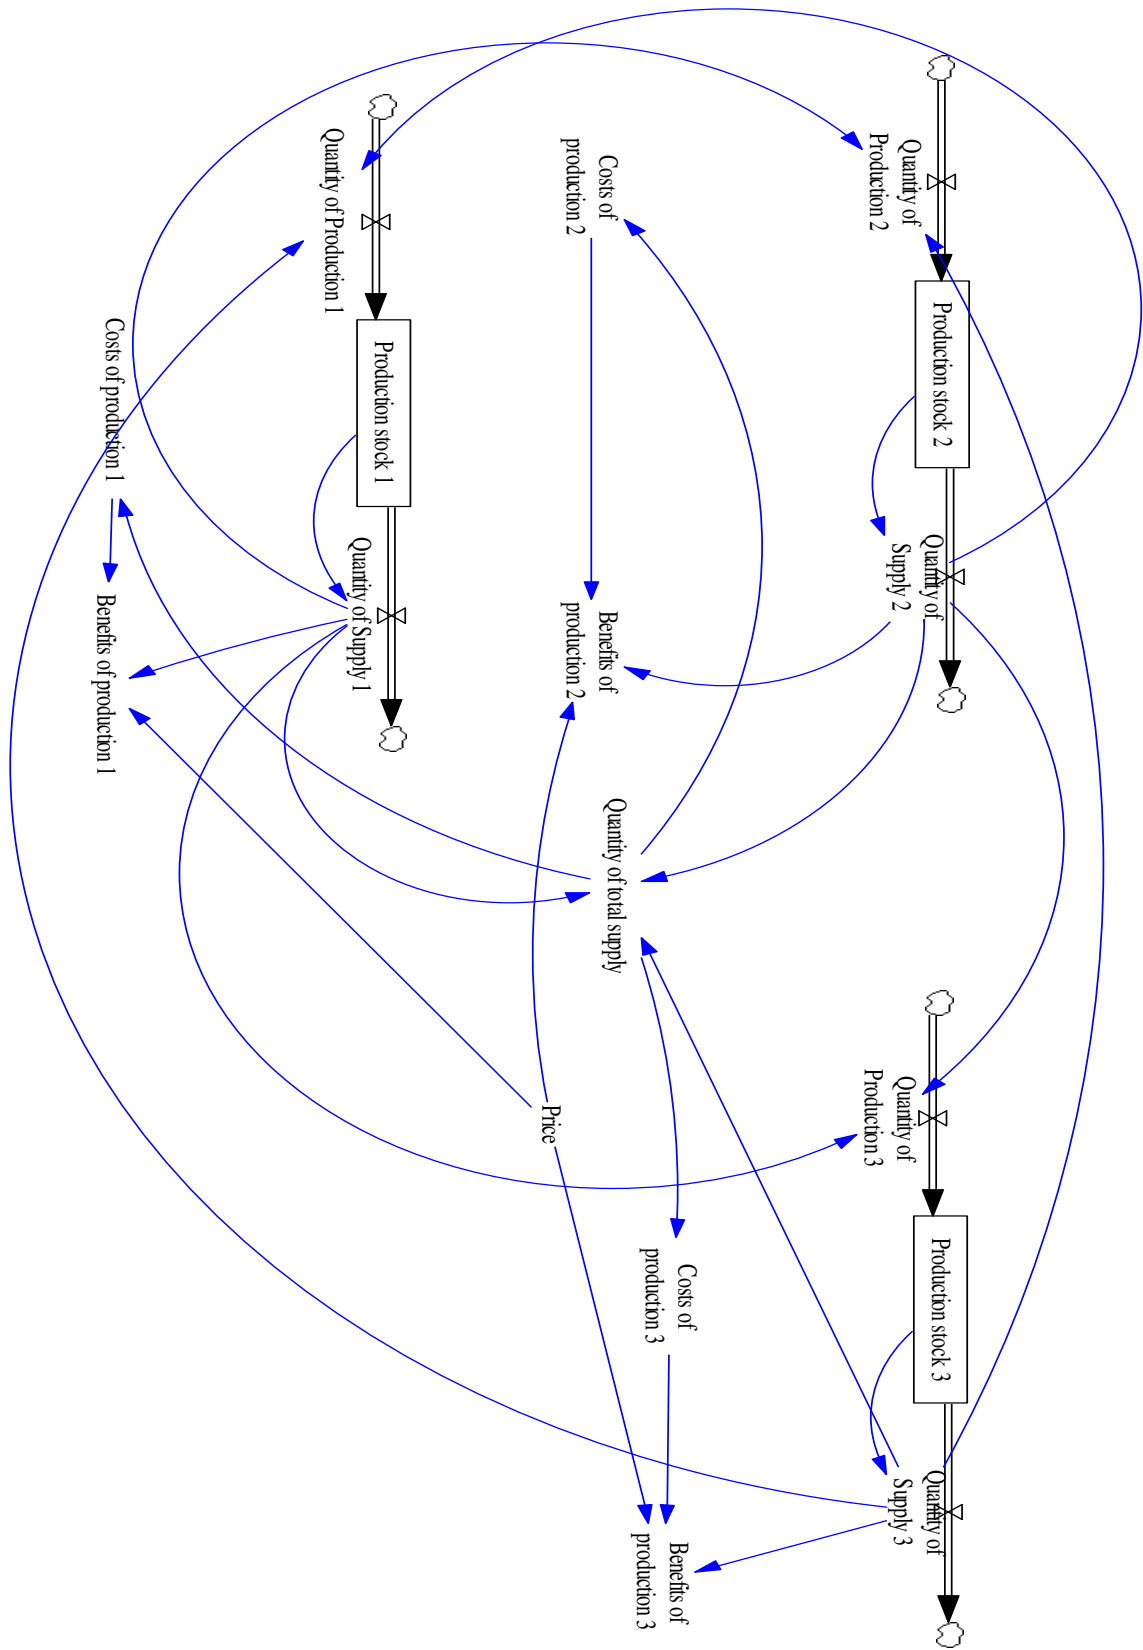 Quantity of
Production 2
Production stock 2
Quantity of
Supply 2
Quantity of
Production 3
Production stock 3
Quantity of
Supply 3
Costs of
production 2
Benefits of
production 2
Quantity of total supply
Costs of
production 3
Benefits of
production 3
Price
Quantity of Production 1
Production stock 1
Quantity of Supply 1
Costs of production 1
Benefits of production 1